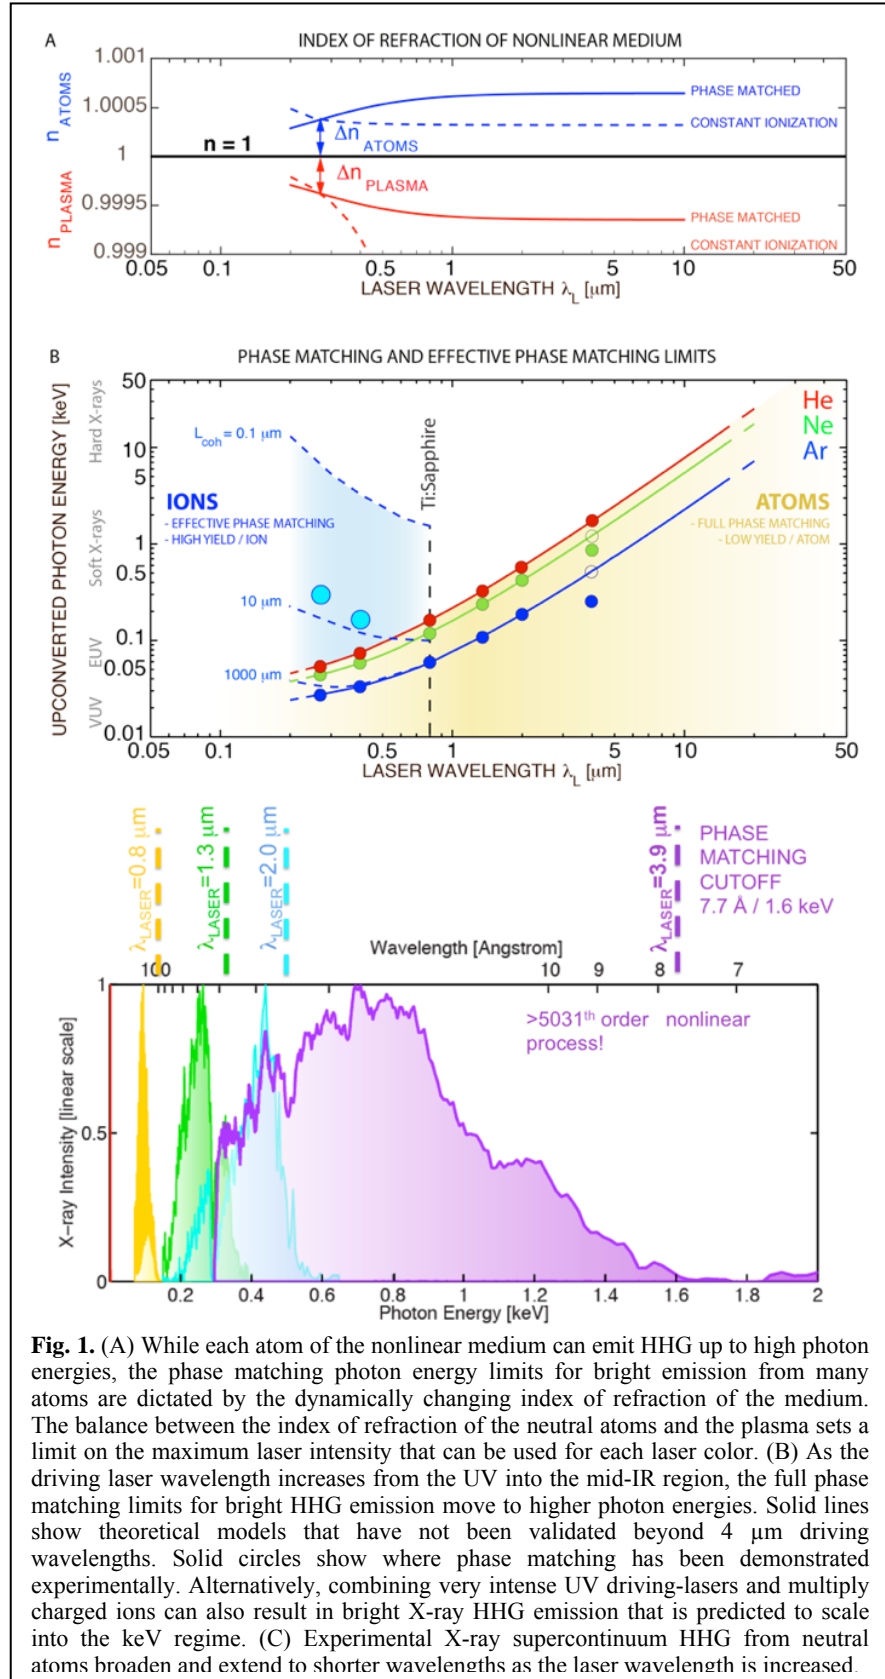 A INDEX OF REFRACTION OF NONLINEAR MEDIUM
n ATOMS
n PLASMA
1.001
1.0005
1
0.9995
0.999
n = 1
Δn ATOMS
Δn PLASMA
PHASE MATCHED
CONSTANT IONIZATION
PHASE MATCHED
CONSTANT IONIZATION
0.05 0.1 0.5 1 5 10 50
LASER WAVELENGTH λL [µm]
B PHASE MATCHING AND EFFECTIVE PHASE MATCHING LIMITS
UPCONVERTED PHOTON ENERGY [keV]
VUV EUV Soft X-rays Hard X-rays
50
10
5
1
0.5
0.1
0.05
0.01
Lcoh = 0.1 µm
10 µm
1000 µm
IONS
- EFFECTIVE PHASE MATCHING
- HIGH YIELD / ION
Ti:Sapphire
He
Ne
Ar
ATOMS
- FULL PHASE MATCHING
- LOW YIELD / ATOM
0.05 0.1 0.5 1 5 10 50
LASER WAVELENGTH λL [µm]
λLASER=0.8 µm
λLASER=1.3 µm
λLASER=2.0 µm
λLASER=3.9 µm
PHASE
MATCHING
CUTOFF
7.7 Å / 1.6 keV
Wavelength [Angstrom]
100 10 9 8 7
>5031th order nonlinear
process!
X-ray Intensity [linear scale]
1
0.5
0
0.2 0.4 0.6 0.8 1 1.2 1.4 1.6 1.8 2
Photon Energy [keV]
Fig. 1. (A) While each atom of the nonlinear medium can emit HHG up to high photon
energies, the phase matching photon energy limits for bright emission from many
atoms are dictated by the dynamically changing index of refraction of the medium.
The balance between the index of refraction of the neutral atoms and the plasma sets a
limit on the maximum laser intensity that can be used for each laser color. (B) As the
driving laser wavelength increases from the UV into the mid-IR region, the full phase
matching limits for bright HHG emission move to higher photon energies. Solid lines
show theoretical models that have not been validated beyond 4 µm driving
wavelengths. Solid circles show where phase matching has been demonstrated
experimentally. Alternatively, combining very intense UV driving-lasers and multiply
charged ions can also result in bright X-ray HHG emission that is predicted to scale
into the keV regime. (C) Experimental X-ray supercontinuum HHG from neutral
atoms broaden and extend to shorter wavelengths as the laser wavelength is increased.